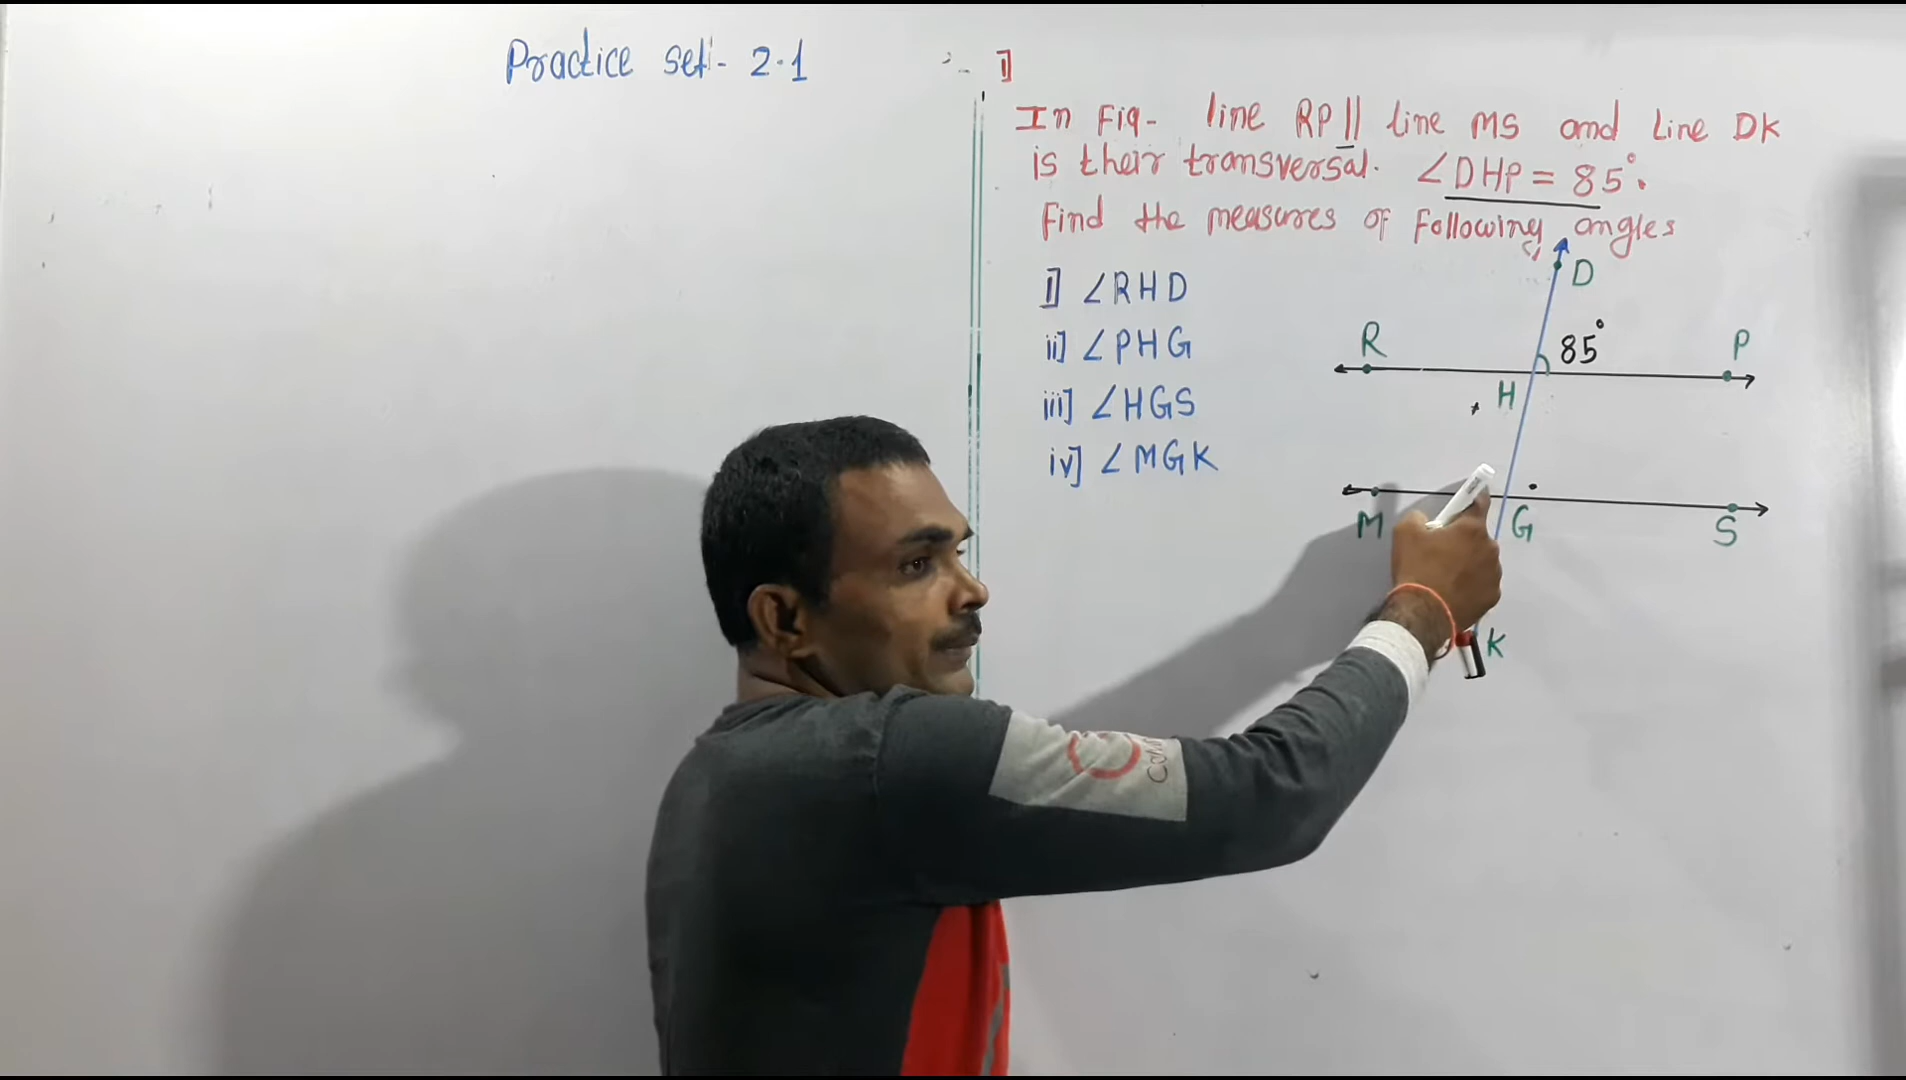 Practice set- 2.1
1]
In Fig- line RP || line MS and Line DK
is their transversal. ∠DHP = 85°.
Find the measures of following angles
i] ∠RHD
ii] ∠PHG
iii] ∠HGS
iv] ∠MGK
D
R
85°
P
H
M
G
S
K